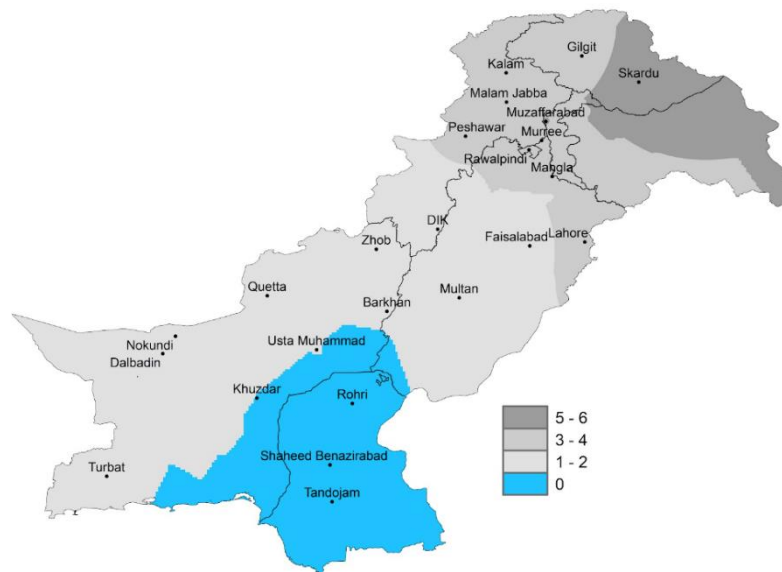 Gilgit
Kalam
Skardu
Malam Jabba
Muzaffarabad
Peshawar
Murree
Rawalpindi
Mangla
DIK
Zhob
Faisalabad
Lahore
Quetta
Multan
Barkhan
Nokundi
Usta Muhammad
Dalbadin
Khuzdar
Rohri
5 - 6
3 - 4
1 - 2
0
Shaheed Benazirabad
Turbat
Tandojam